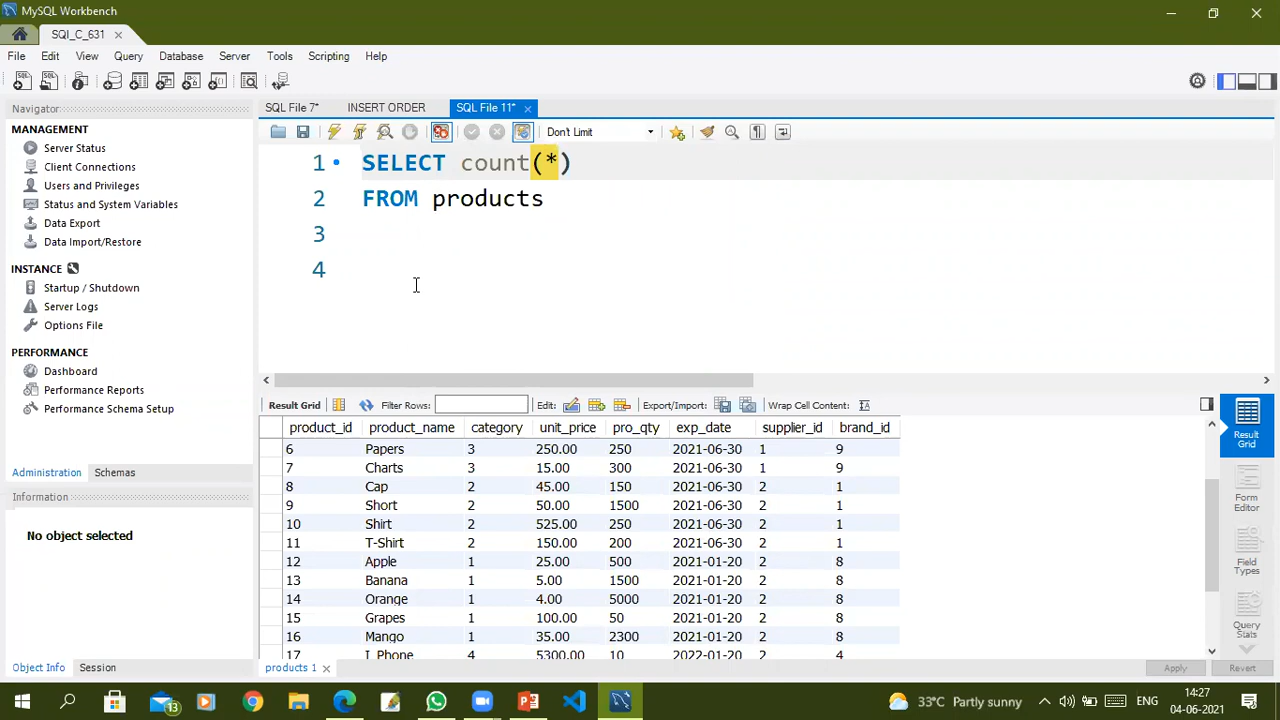 MySQL Workbench
SQl_C_631
File Edit View Query Database Server Tools Scripting Help
Navigator
MANAGEMENT
Server Status
Client Connections
Users and Privileges
Status and System Variables
Data Export
Data Import/Restore
INSTANCE
Startup / Shutdown
Server Logs
Options File
PERFORMANCE
Dashboard
Performance Reports
Performance Schema Setup
Administration Schemas
Information
No object selected
Object Info Session
SQL File 7* INSERT ORDER SQL File 11*
Don't Limit
1 SELECT count(*)
2 FROM products
3
4
Result Grid Filter Rows: Edit: Export/Import: Wrap Cell Content:
product_id product_name category unit_price pro_qty exp_date supplier_id brand_id
6 Papers 3 250.00 250 2021-06-30 1 9
7 Charts 3 15.00 300 2021-06-30 1 9
8 Cap 2 45.00 150 2021-06-30 2 1
9 Short 2 50.00 1500 2021-06-30 2 1
10 Shirt 2 525.00 250 2021-06-30 2 1
11 T-Shirt 2 150.00 200 2021-06-30 2 1
12 Apple 1 25.00 500 2021-01-20 2 8
13 Banana 1 5.00 1500 2021-01-20 2 8
14 Orange 1 4.00 5000 2021-01-20 2 8
15 Grapes 1 100.00 50 2021-01-20 2 8
16 Mango 1 35.00 2300 2021-01-20 2 8
17 I Phone 4 5300.00 10 2022-01-20 2 4
Result
Grid
Form
Editor
Field
Types
Query
Stats
products 1
Apply Revert
13
33°C Partly sunny
ENG
14:27
04-06-2021